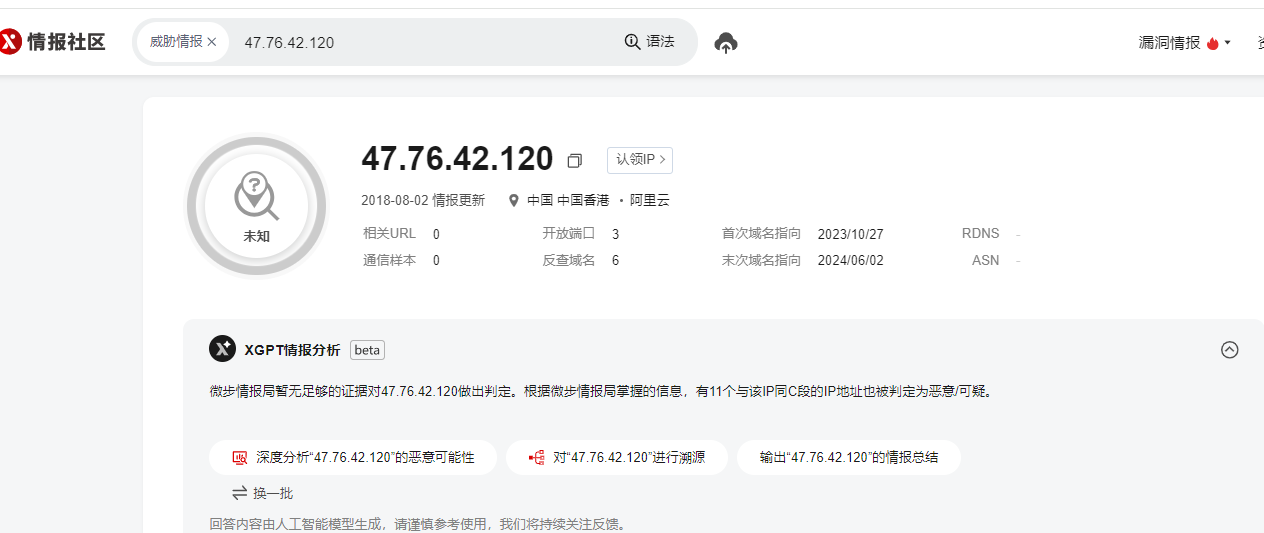 情报社区
威胁情报 × 47.76.42.120 语法
漏洞情报
47.76.42.120 认领IP >
2018-08-02 情报更新 中国 中国香港 · 阿里云
未知
相关URL 0 开放端口 3 首次域名指向 2023/10/27 RDNS -
通信样本 0 反查域名 6 末次域名指向 2024/06/02 ASN -
XGPT情报分析 beta
微步情报局暂无足够的证据对47.76.42.120做出判定。根据微步情报局掌握的信息，有11个与该IP同C段的IP地址也被判定为恶意/可疑。
深度分析“47.76.42.120”的恶意可能性 对“47.76.42.120”进行溯源 输出“47.76.42.120”的情报总结
换一批
回答内容由人工智能模型生成，请谨慎参考使用，我们将持续关注反馈。